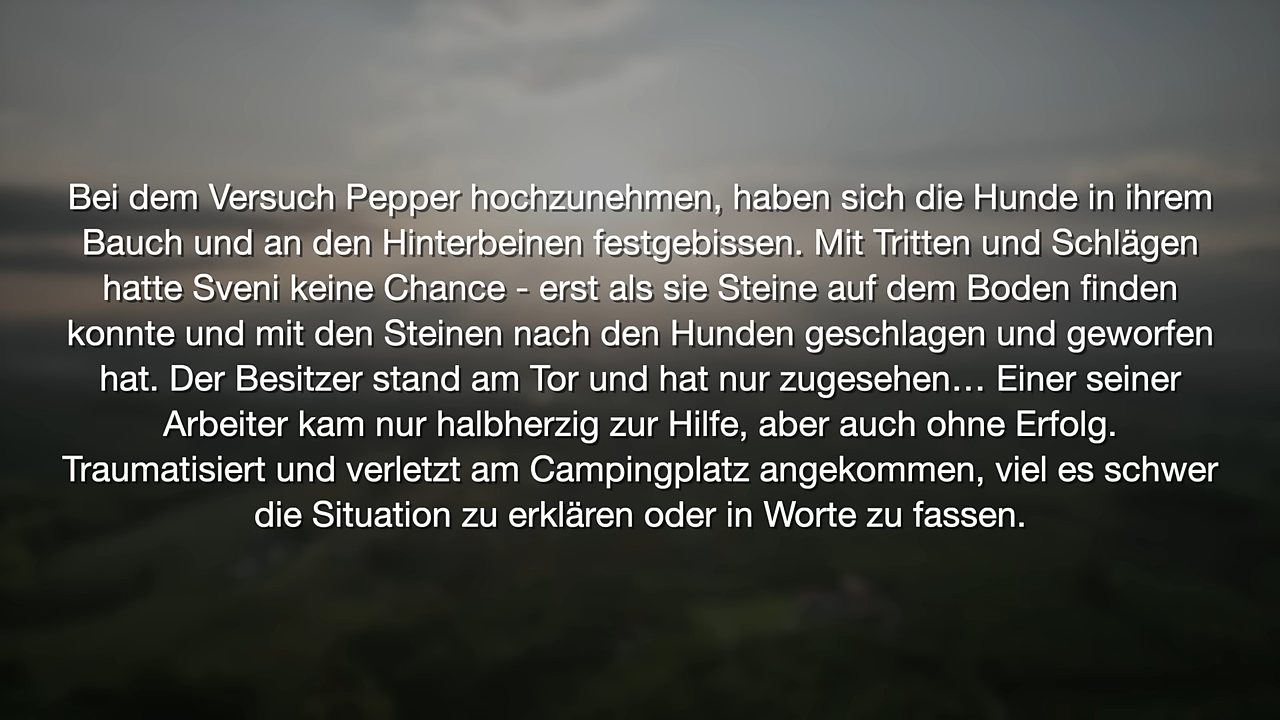 Bei dem Versuch Pepper hochzunehmen, haben sich die Hunde in ihrem
Bauch und an den Hinterbeinen festgebissen. Mit Tritten und Schlägen
hatte Sveni keine Chance - erst als sie Steine auf dem Boden finden
konnte und mit den Steinen nach den Hunden geschlagen und geworfen
hat. Der Besitzer stand am Tor und hat nur zugesehen… Einer seiner
Arbeiter kam nur halbherzig zur Hilfe, aber auch ohne Erfolg.
Traumatisiert und verletzt am Campingplatz angekommen, viel es schwer
die Situation zu erklären oder in Worte zu fassen.